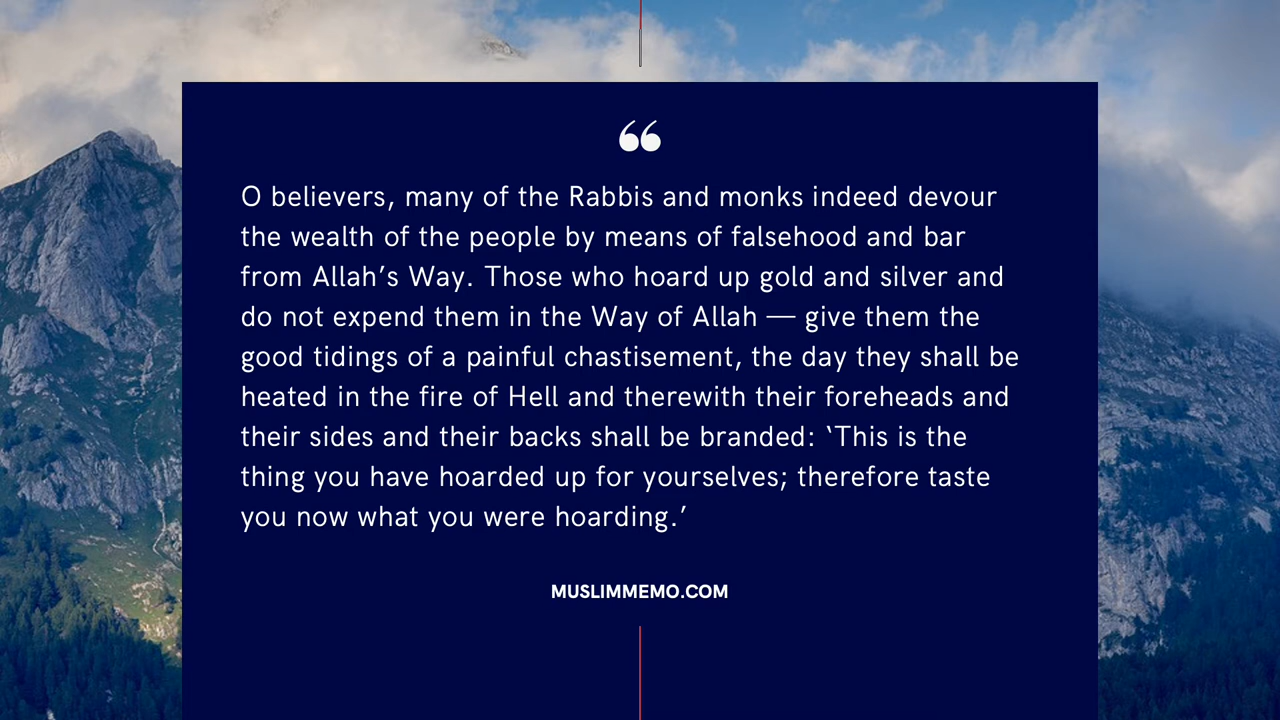 “
O believers, many of the Rabbis and monks indeed devour
the wealth of the people by means of falsehood and bar
from Allah’s Way. Those who hoard up gold and silver and
do not expend them in the Way of Allah — give them the
good tidings of a painful chastisement, the day they shall be
heated in the fire of Hell and therewith their foreheads and
their sides and their backs shall be branded: ‘This is the
thing you have hoarded up for yourselves; therefore taste
you now what you were hoarding.’
MUSLIMMEMO.COM